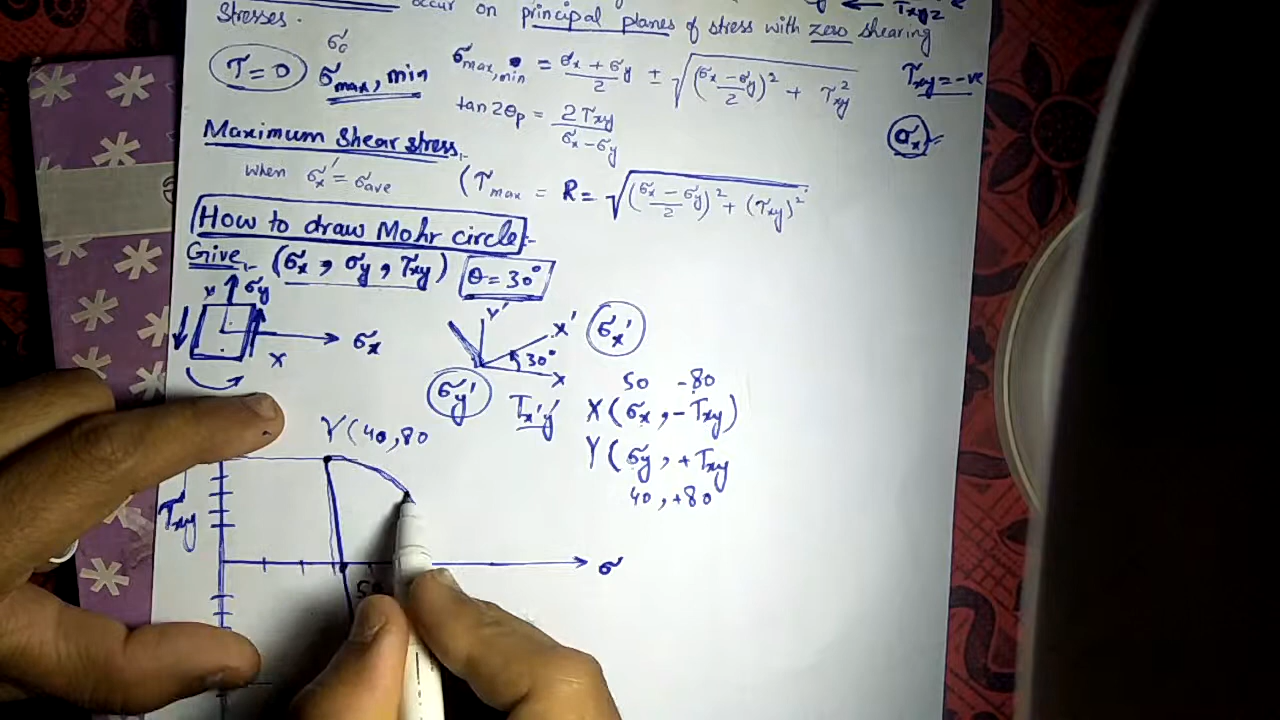 occur on principal planes of stress with zero shearing
stresses.
τxyz
σc
τ=0
σmax, min
σmax,min = σx + σy / 2 ± √((σx - σy / 2)² + τxy²)
τxy = -ve
tan 2θp = 2τxy / σx - σy
σx
Maximum shear stress:-
when σx' = σave
(τmax = R = √((σx - σy / 2)² + (τxy)²
How to draw Mohr circle:-
Give:- (σx, σy, τxy) θ = 30°
Y σy
σx
X
Y' X' σx'
30°
X
σy' τx'y'
50 -80
X (σx, -τxy)
Y (σy, +τxy
40, +80
Y (40, 80
τxy
σ